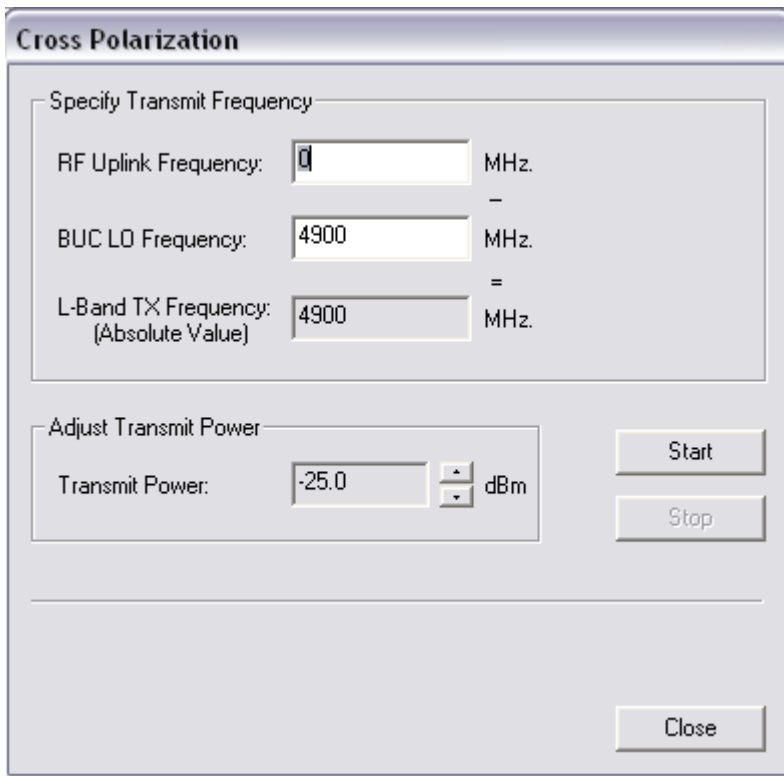 Cross Polarization
Specify Transmit Frequency
RF Uplink Frequency: 0 MHz.
–
BUC LO Frequency: 4900 MHz.
=
L-Band TX Frequency: 4900 MHz.
(Absolute Value)
Adjust Transmit Power
Transmit Power: -25.0 dBm
Start
Stop
Close